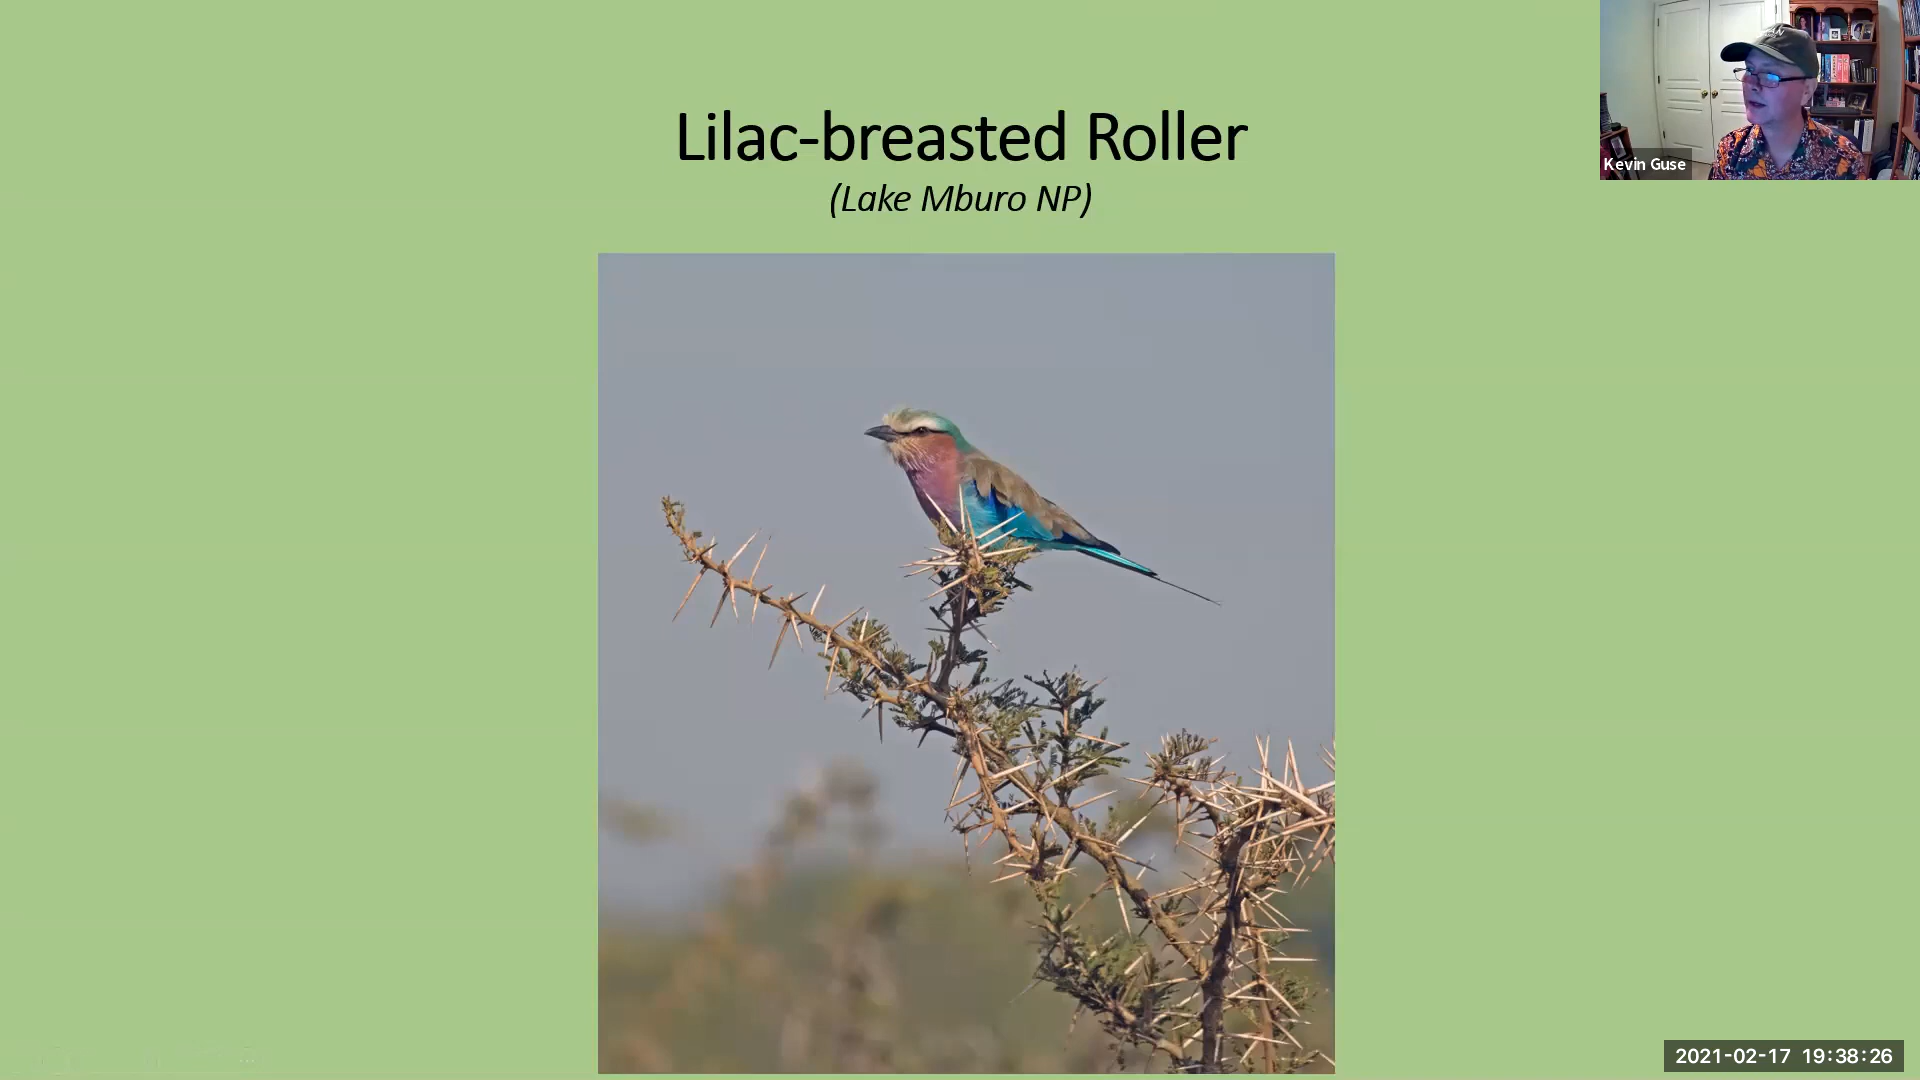 Lilac-breasted Roller
(Lake Mburo NP)
Kevin Guse
2021-02-17 19:38:26